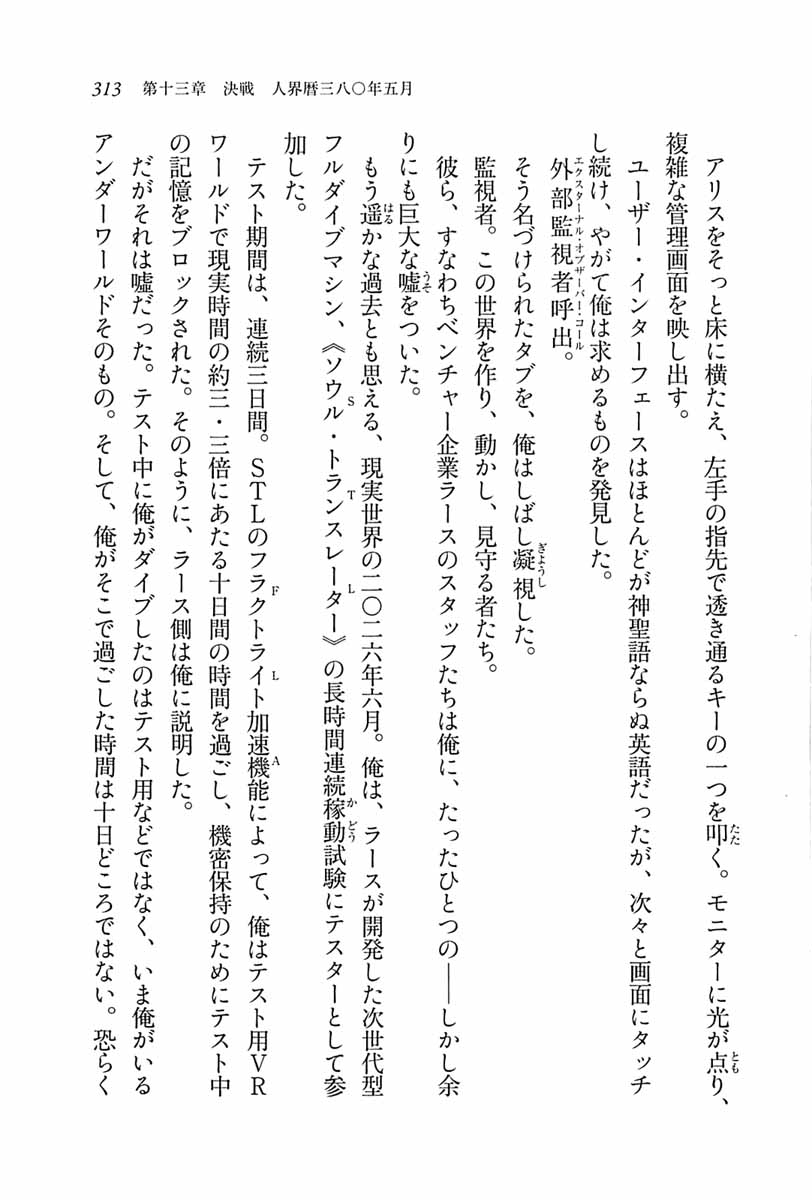 313　第十三章　決戦　人界暦三八〇年五月
　アリスをそっと床に横たえ、左手の指先で透き通るキーの一つを叩く。モニターに光が点り、
複雑な管理画面を映し出す。
　ユーザー・インターフェースはほとんどが神聖語ならぬ英語だったが、次々と画面にタッチ
し続け、やがて俺は求めるものを発見した。
　外部監視者呼出。
　そう名づけられたタブを、俺はしばし凝視した。
監視者。この世界を作り、動かし、見守る者たち。
　彼ら、すなわちベンチャー企業ラースのスタッフたちは俺に、たったひとつの――しかし余
りにも巨大な嘘をついた。
　もう遥かな過去とも思える、現実世界の二〇二六年六月。俺は、ラースが開発した次世代型
フルダイブマシン、《ソウル・トランスレーター》の長時間連続稼動試験にテスターとして参
加した。
　テスト期間は、連続三日間。ＳＴＬのフラクトライト加速機能によって、俺はテスト用ＶＲ
ワールドで現実時間の約三・三倍にあたる十日間の時間を過ごし、機密保持のためにテスト中
の記憶をブロックされた。そのように、ラース側は俺に説明した。
　だがそれは嘘だった。テスト中に俺がダイブしたのはテスト用などではなく、いま俺がいる
アンダーワールドそのもの。そして、俺がそこで過ごした時間は十日どころではない。恐らく